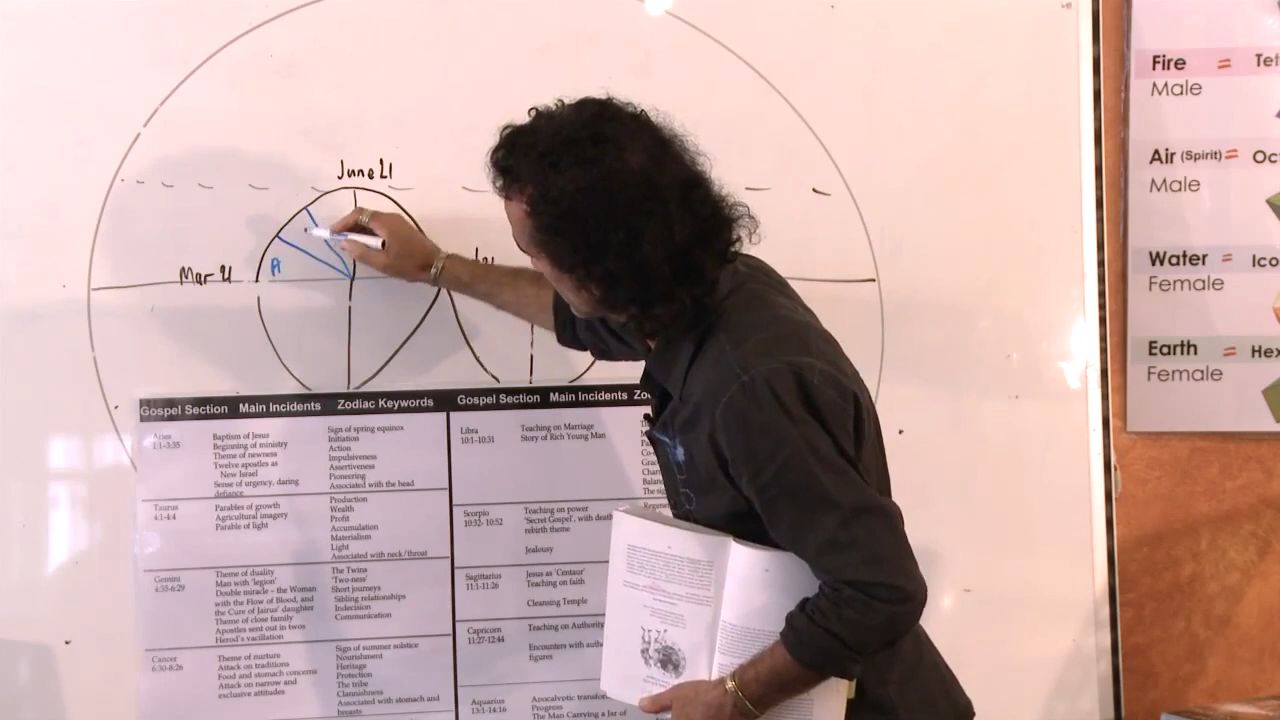 June 21
Mar 21
A
Fire =
Male
Air (Spirit) =
Male
Water =
Female
Earth =
Female
Gospel Section Main Incidents Zodiac Keywords
Aries
1:1-3:35
Baptism of Jesus
Beginning of ministry
Theme of newness
Twelve apostles as
New Israel
Sense of urgency, daring
defiance
Sign of spring equinox
Initiation
Action
Impulsiveness
Assertiveness
Pioneering
Associated with the head
Taurus
4:1-4:4
Parables of growth
Agricultural imagery
Parable of light
Production
Wealth
Profit
Accumulation
Materialism
Light
Associated with neck/throat
Gemini
4:35-6:29
Theme of duality
Man with 'legion'
Double miracle – the Woman
with the Flow of Blood, and
the Cure of Jairus' daughter
Theme of close family
Apostles sent out in twos
Herod's vacillation
The Twins
'Two-ness'
Short journeys
Sibling relationships
Indecision
Communication
Cancer
6:30-8:26
Theme of nurture
Attack on traditions
Food and stomach concerns
Attack on narrow and
exclusive attitudes
Sign of summer solstice
Nourishment
Heritage
Protection
The tribe
Clannishness
Associated with stomach and
breasts
Gospel Section Main Incidents
Libra
10:1-10:31
Teaching on Marriage
Story of Rich Young Man
Scorpio
10:32- 10:52
Teaching on power
'Secret Gospel', with death
rebirth theme
Jealousy
Sagittarius
11:1-11:26
Jesus as 'Centaur'
Teaching on faith
Cleansing Temple
Capricorn
11:27-12:44
Teaching on Authority
Encounters with
figures
Aquarius
13:1-14:16
Apocalyptic
Progress
The Man Carrying a Jar of